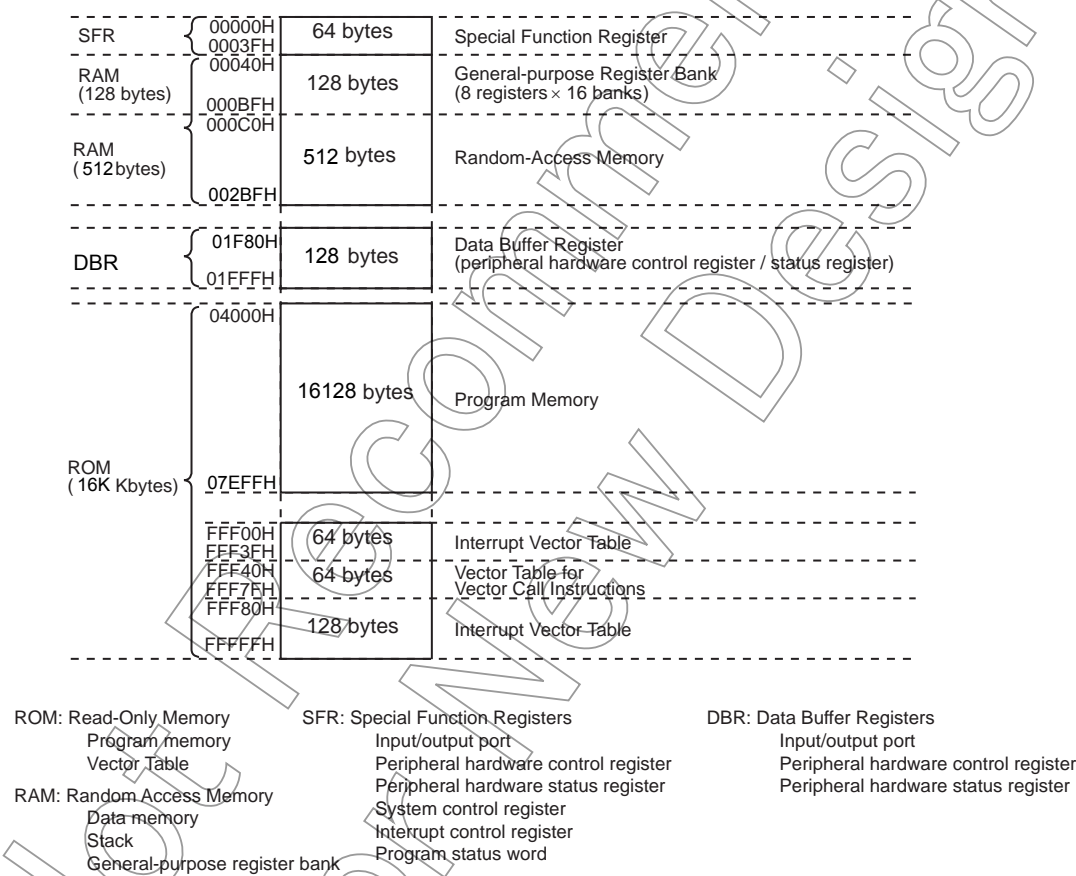 SFR 00000H 64 bytes Special Function Register
0003FH
RAM 00040H 128 bytes General-purpose Register Bank
(128 bytes) 000BFH (8 registers × 16 banks)
000C0H
RAM 512 bytes Random-Access Memory
( 512 bytes)
002BFH
01F80H Data Buffer Register
DBR 128 bytes (peripheral hardware control register / status register)
01FFFH
04000H
16128 bytes Program Memory
ROM
( 16K Kbytes) 07EFFH
FFF00H 64 bytes Interrupt Vector Table
FFF3FH
FFF40H 64 bytes Vector Table for
FFF7FH Vector Call Instructions
FFF80H
128 bytes Interrupt Vector Table
FFFFFH
ROM: Read-Only Memory
Program memory
Vector Table
RAM: Random Access Memory
Data memory
Stack
General-purpose register bank
SFR: Special Function Registers
Input/output port
Peripheral hardware control register
Peripheral hardware status register
System control register
Interrupt control register
Program status word
DBR: Data Buffer Registers
Input/output port
Peripheral hardware control register
Peripheral hardware status register
Not Recommen
or New Desig